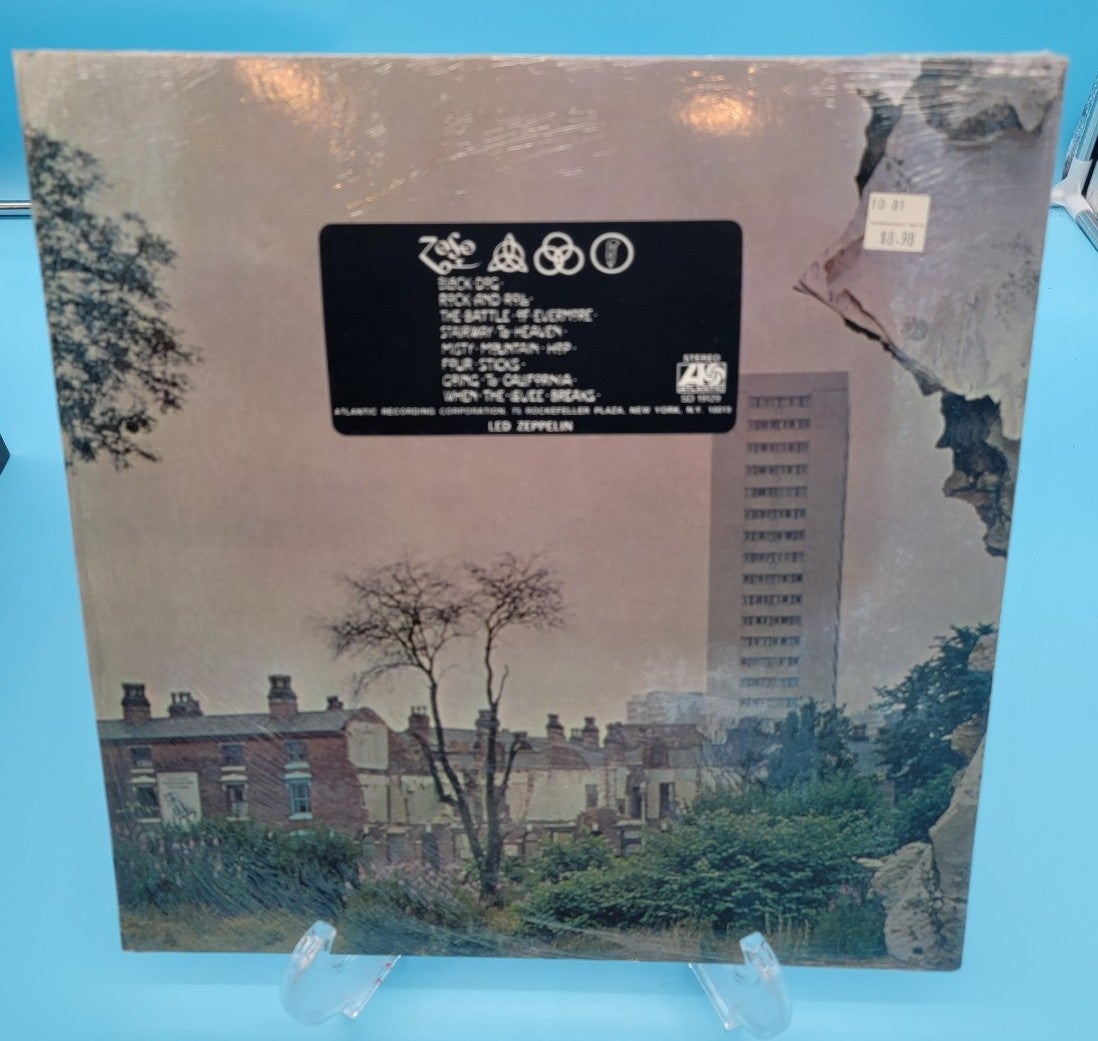 10 81
$8.98
BLACK DOG·
ROCK AND ROLL·
THE BATTLE OF EVERMORE·
STAIRWAY TO HEAVEN·
MISTY MOUNTAIN HOP·
FOUR STICKS·
GOING TO CALIFORNIA·
WHEN THE LEVEE BREAKS·
STEREO
SD 19129
ATLANTIC RECORDING CORPORATION, 75 ROCKEFELLER PLAZA, NEW YORK, N.Y. 10019
LED ZEPPELIN